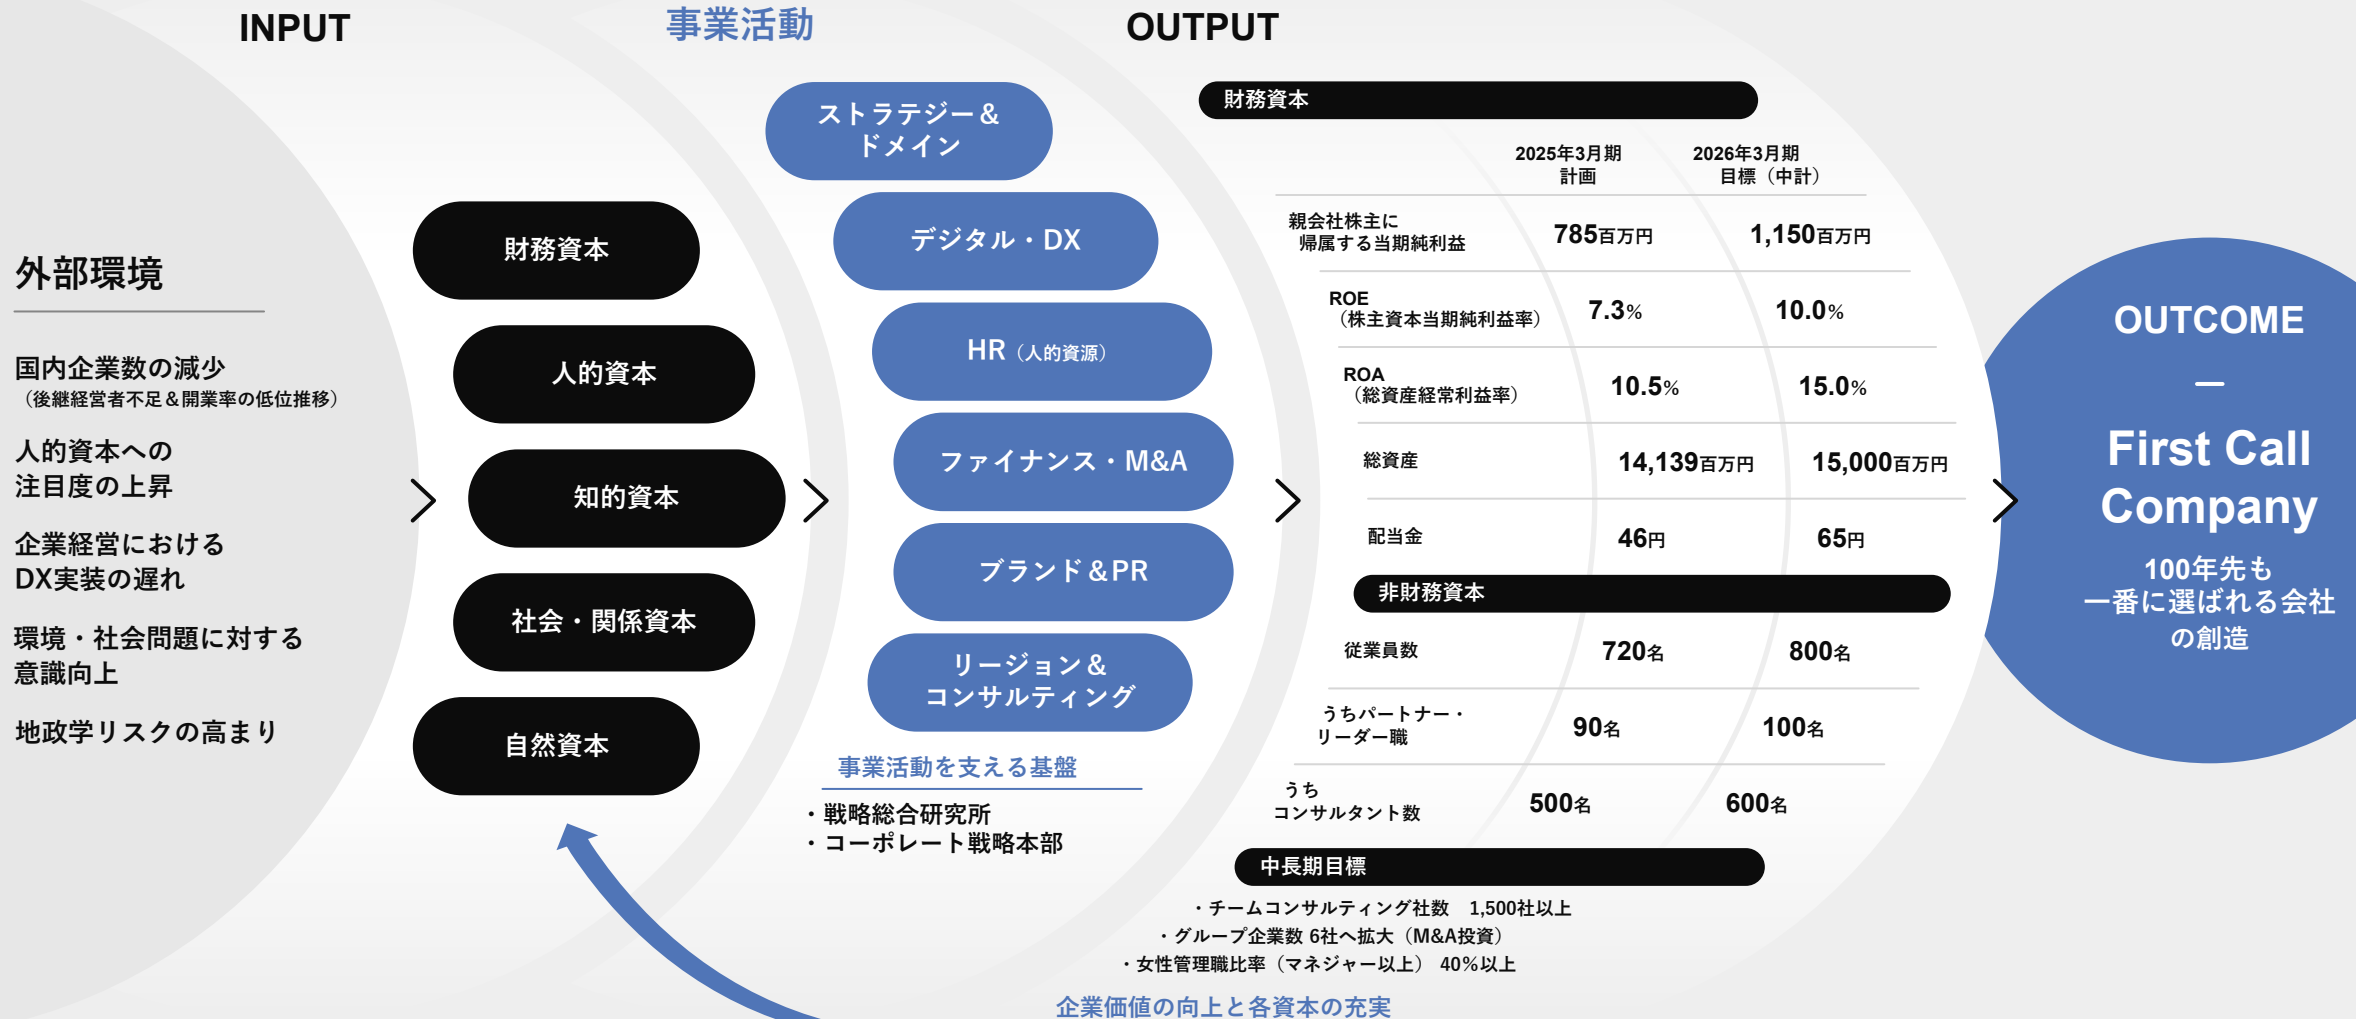 INPUT
事業活動
OUTPUT
外部環境
国内企業数の減少
（後継経営者不足＆開業率の低位推移）
人的資本への
注目度の上昇
企業経営における
DX実装の遅れ
環境・社会問題に対する
意識向上
地政学リスクの高まり
財務資本
人的資本
知的資本
社会・関係資本
自然資本
ストラテジー＆
ドメイン
デジタル・DX
HR（人的資源）
ファイナンス・M&A
ブランド＆PR
リージョン＆
コンサルティング
事業活動を支える基盤
・戦略総合研究所
・コーポレート戦略本部
財務資本
2025年3月期 2026年3月期
計画 目標（中計）
親会社株主に
帰属する当期純利益 785百万円 1,150百万円
ROE
（株主資本当期純利益率） 7.3% 10.0%
ROA
（総資産経常利益率） 10.5% 15.0%
総資産 14,139百万円 15,000百万円
配当金 46円 65円
非財務資本
従業員数 720名 800名
うちパートナー・
リーダー職 90名 100名
うち
コンサルタント数 500名 600名
中長期目標
・チームコンサルティング社数　1,500社以上
・グループ企業数 6社へ拡大（M&A投資）
・女性管理職比率（マネジャー以上） 40％以上
企業価値の向上と各資本の充実
OUTCOME
—
First Call
Company
100年先も
一番に選ばれる会社
の創造